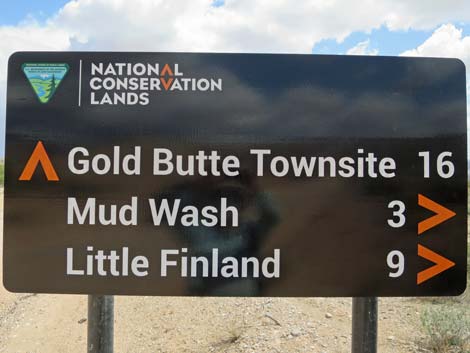 NATIONAL
CONSERVATION
LANDS
Gold Butte Townsite 16
Mud Wash 3
Little Finland 9